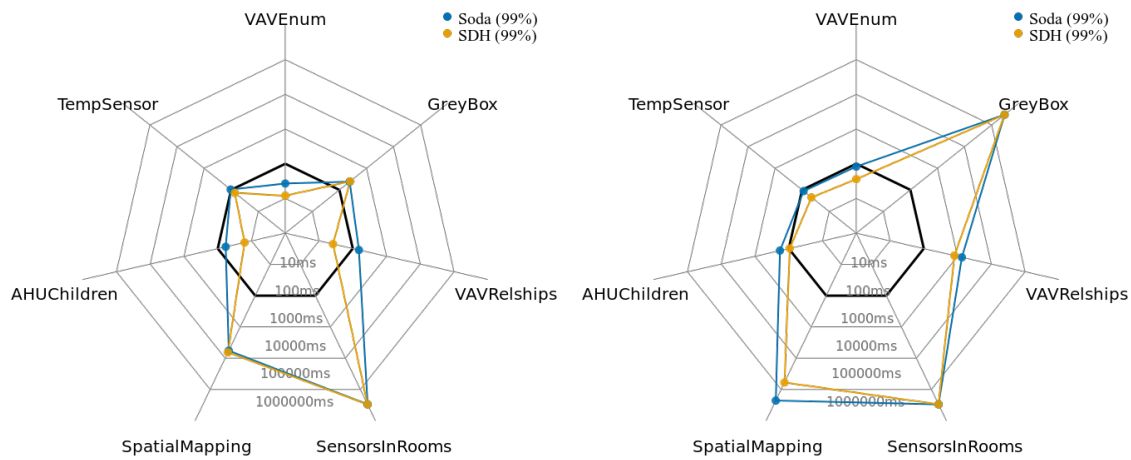 VAVEnum
Soda (99%)
SDH (99%)
TempSensor
GreyBox
10ms
100ms
1000ms
10000ms
100000ms
1000000ms
AHUChildren
VAVRelships
SpatialMapping
SensorsInRooms
VAVEnum
Soda (99%)
SDH (99%)
TempSensor
GreyBox
10ms
100ms
1000ms
10000ms
100000ms
1000000ms
AHUChildren
VAVRelships
SpatialMapping
SensorsInRooms